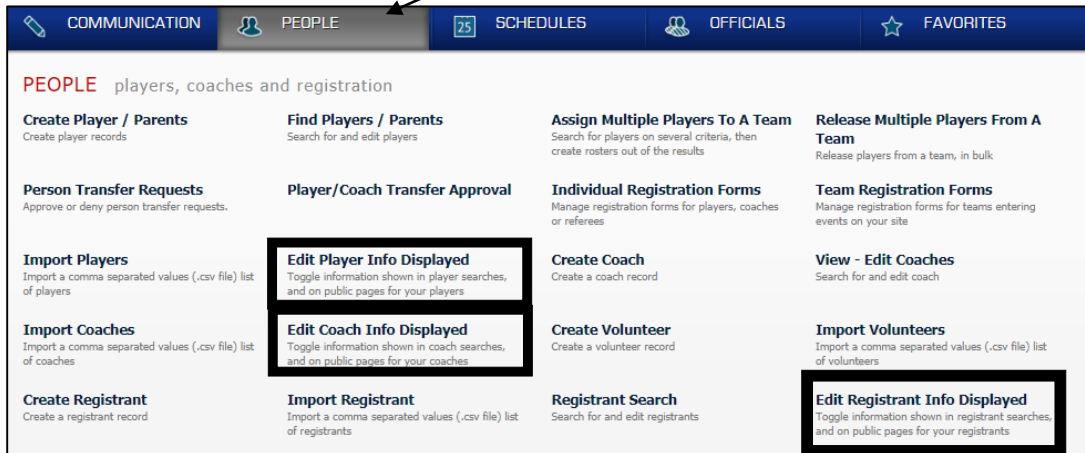 COMMUNICATION PEOPLE 25 SCHEDULES OFFICIALS FAVORITES
PEOPLE players, coaches and registration
Create Player / Parents
Create player records
Find Players / Parents
Search for and edit players
Assign Multiple Players To A Team
Search for players on several criteria, then
create rosters out of the results
Release Multiple Players From A
Team
Release players from a team, in bulk
Person Transfer Requests
Approve or deny person transfer requests.
Player/Coach Transfer Approval
Individual Registration Forms
Manage registration forms for players, coaches
or referees
Team Registration Forms
Manage registration forms for teams entering
events on your site
Import Players
Import a comma separated values (.csv file) list
of players
Edit Player Info Displayed
Toggle information shown in player searches,
and on public pages for your players
Create Coach
Create a coach record
View - Edit Coaches
Search for and edit coach
Import Coaches
Import a comma separated values (.csv file) list
of coaches
Edit Coach Info Displayed
Toggle information shown in coach searches,
and on public pages for your coaches
Create Volunteer
Create a volunteer record
Import Volunteers
Import a comma separated values (.csv file) list
of volunteers
Create Registrant
Create a registrant record
Import Registrant
Import a comma separated values (.csv file) list
of registrants
Registrant Search
Search for and edit registrants
Edit Registrant Info Displayed
Toggle information shown in registrant searches,
and on public pages for your registrants